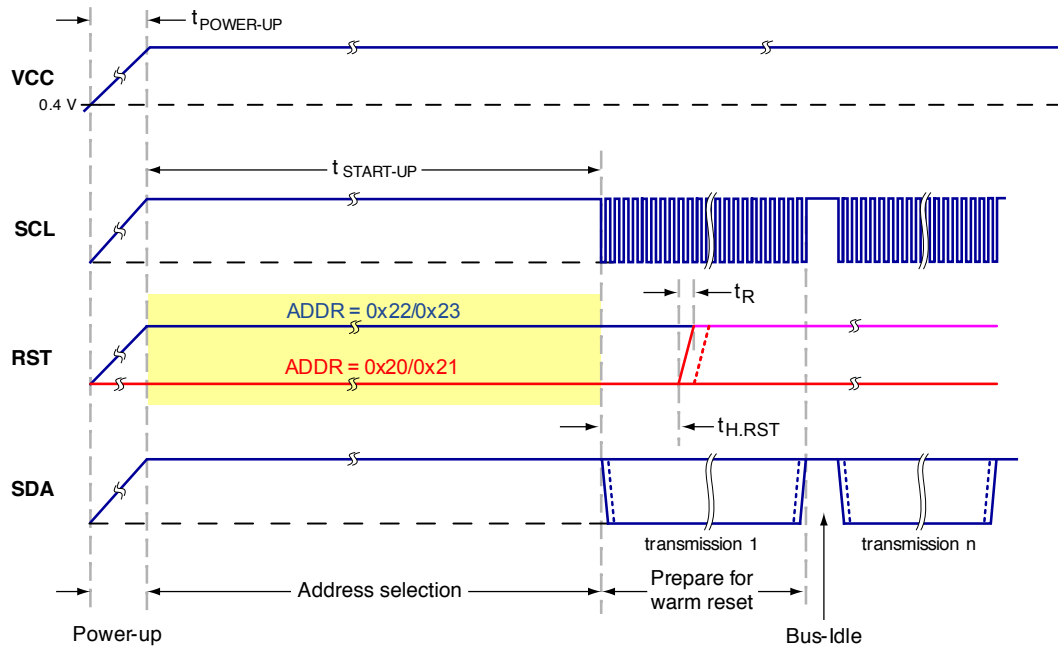 tPOWER-UP
VCC
0.4 V
tSTART-UP
SCL
tR
ADDR = 0x22/0x23
RST
ADDR = 0x20/0x21
tH.RST
SDA
transmission 1
transmission n
Address selection
Prepare for
warm reset
Power-up
Bus-Idle